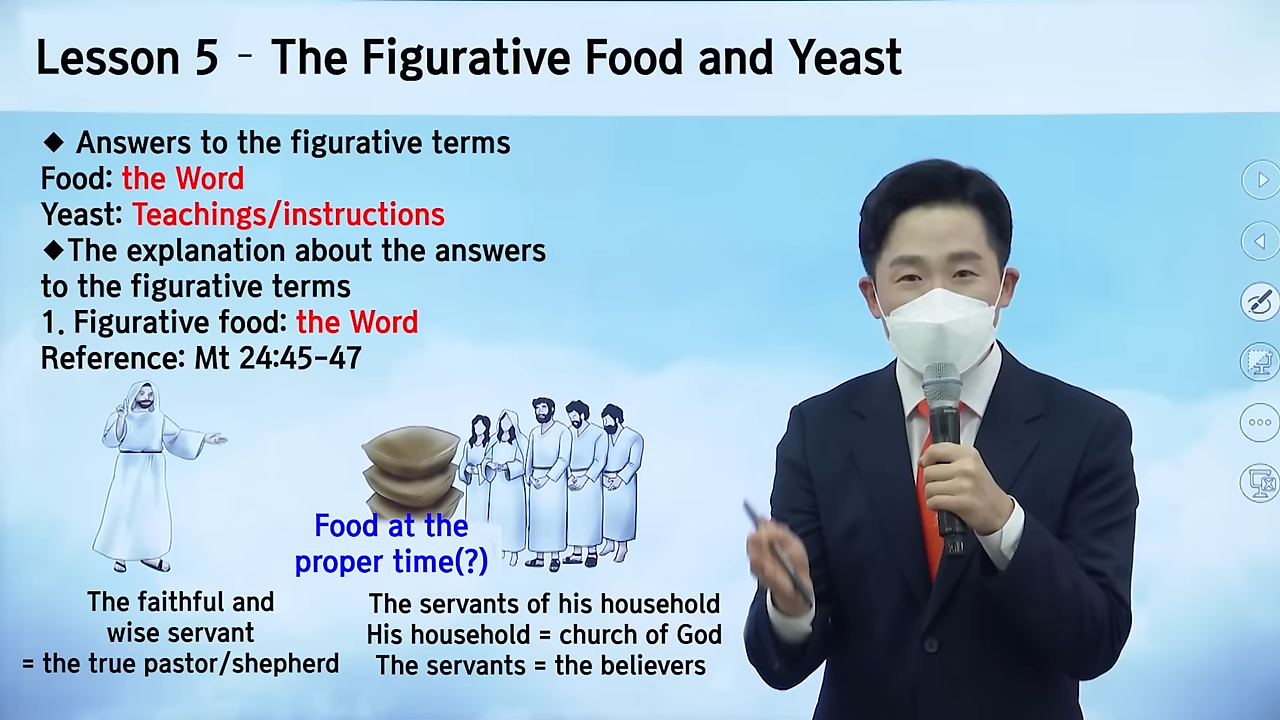 Lesson 5 - The Figurative Food and Yeast
◆ Answers to the figurative terms
Food: the Word
Yeast: Teachings/instructions
◆The explanation about the answers
to the figurative terms
1. Figurative food: the Word
Reference: Mt 24:45-47
Food at the
proper time(?)
The faithful and
wise servant
= the true pastor/shepherd
The servants of his household
His household = church of God
The servants = the believers